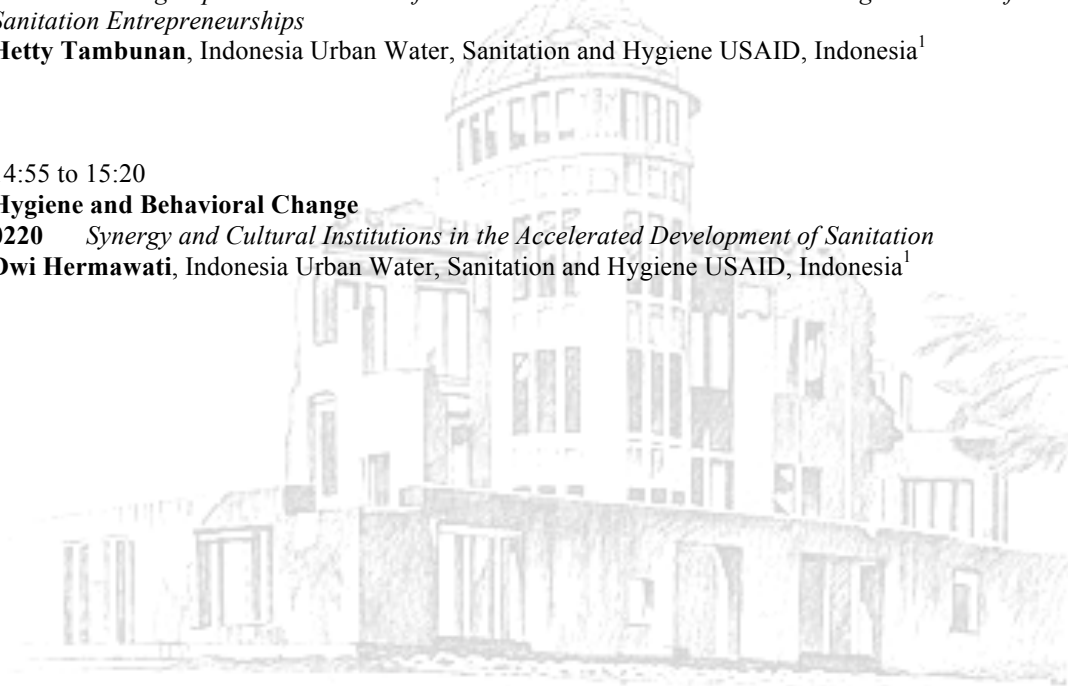 Sanitation Entrepreneurships
Hetty Tambunan, Indonesia Urban Water, Sanitation and Hygiene USAID, Indonesia¹
4:55 to 15:20
Hygiene and Behavioral Change
0220 Synergy and Cultural Institutions in the Accelerated Development of Sanitation
Dwi Hermawati, Indonesia Urban Water, Sanitation and Hygiene USAID, Indonesia¹